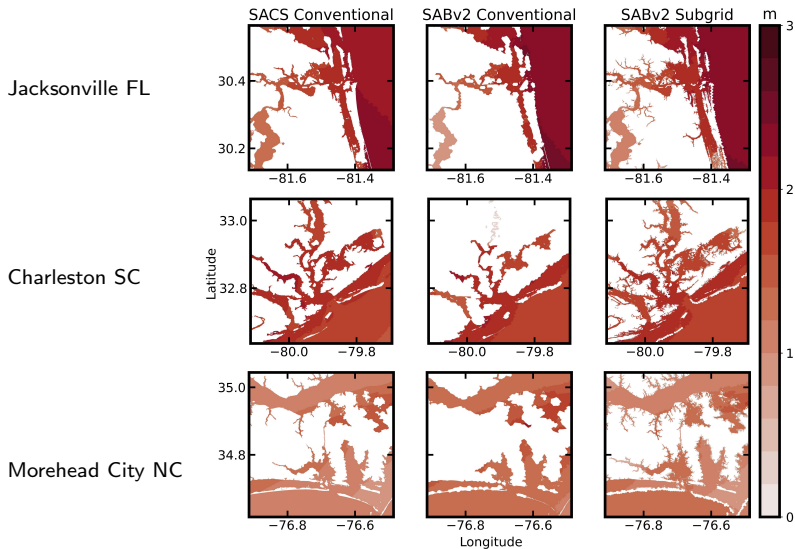 SACS Conventional SABv2 Conventional SABv2 Subgrid m
Jacksonville FL
30.4
30.2
−81.6 −81.4 −81.6 −81.4 −81.6 −81.4
3
2
1
0
Charleston SC
Latitude
33.0
32.8
−80.0 −79.8 −80.0 −79.8 −80.0 −79.8
Morehead City NC
35.0
34.8
−76.8 −76.6 −76.8 −76.6 −76.8 −76.6
Longitude